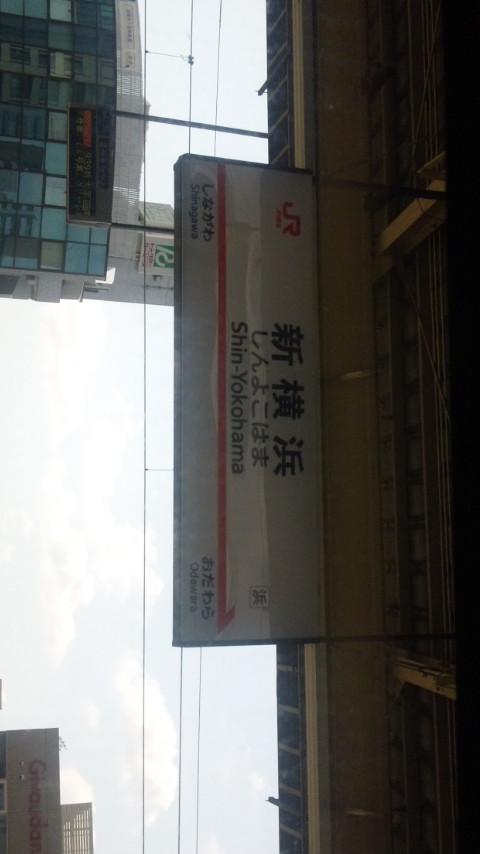 JR
新横浜
しんよこはま
Shin-Yokohama
浜
しながわ
Shinagawa
おだわら
Odawara
Givaudan